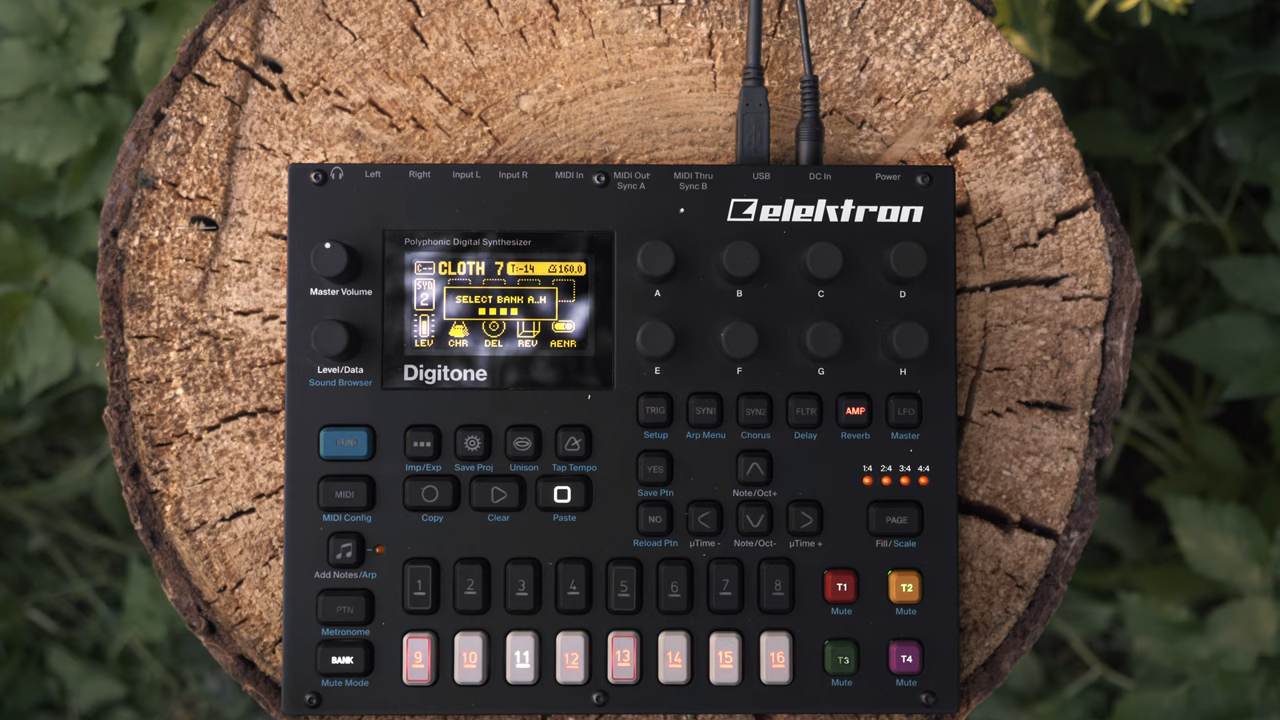 Left Right Input L Input R MIDI In MIDI Out MIDI Thru USB DC In Power
Sync A Sync B
elektron
Polyphonic Digital Synthesizer
C-- CLOTH 7 T:-14 160.0
SYN
2
SELECT BANK A..H
LEV CHR DEL REV AENR
Digitone
Master Volume
Level/Data
Sound Browser
A B C D
E F G H
TRIG SYN1 SYN2 FLTR AMP LFO
Setup Arp Menu Chorus Delay Reverb Master
FUNC
Imp/Exp Save Proj Unison Tap Tempo
YES
1:4 2:4 3:4 4:4
Save Ptn Note/Oct+
MIDI
MIDI Config Copy Clear Paste
NO PAGE
Reload Ptn µTime - Note/Oct- µTime + Fill/Scale
Add Notes/Arp
1 2 3 4 5 6 7 8 T1 T2
PTN Mute Mute
Metronome
BANK 9 10 11 12 13 14 15 16 T3 T4
Mute Mode Mute Mute